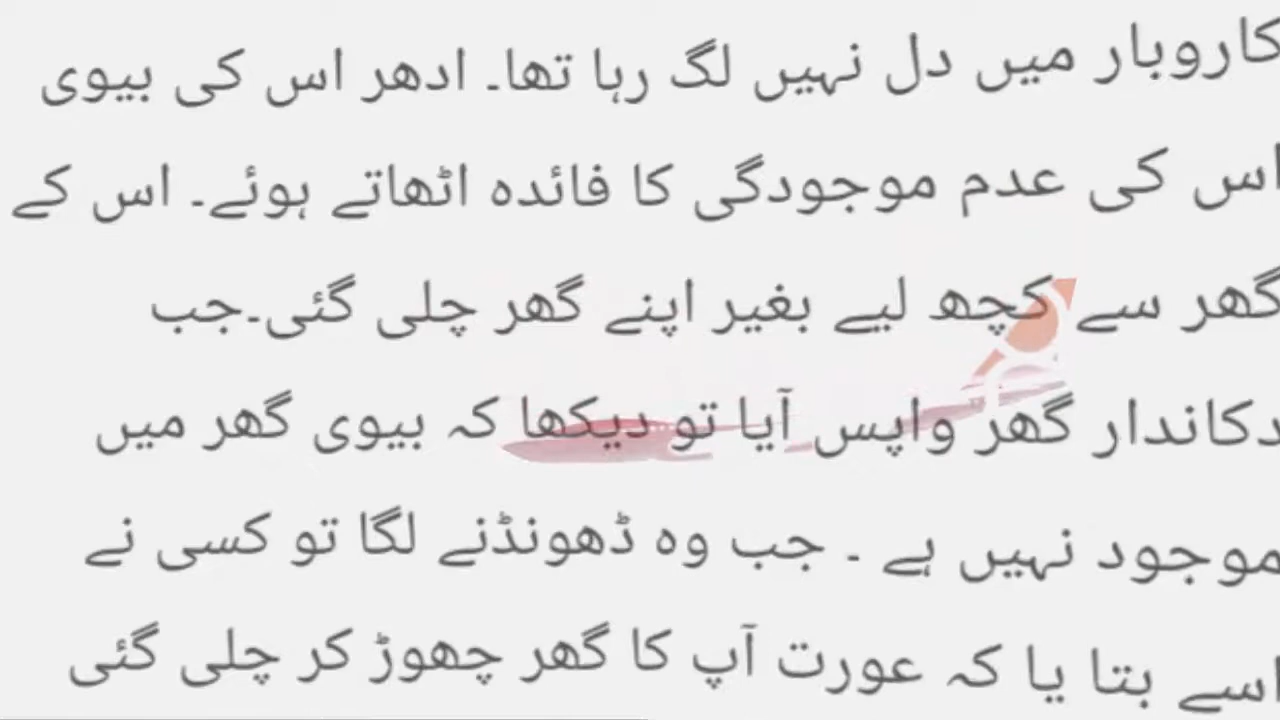 کاروبار میں دل نہیں لگ رہا تھا۔ ادھر اس کی بیوی
اس کی عدم موجودگی کا فائدہ اٹھاتے ہوئے۔ اس کے
گھر سے کچھ لیے بغیر اپنے گھر چلی گئی۔جب
دکاندار گھر واپس آیا تو دیکھا کہ بیوی گھر میں
موجود نہیں ہے ۔ جب وہ ڈھونڈنے لگا تو کسی نے
اسے بتا یا کہ عورت آپ کا گھر چھوڑ کر چلی گئی